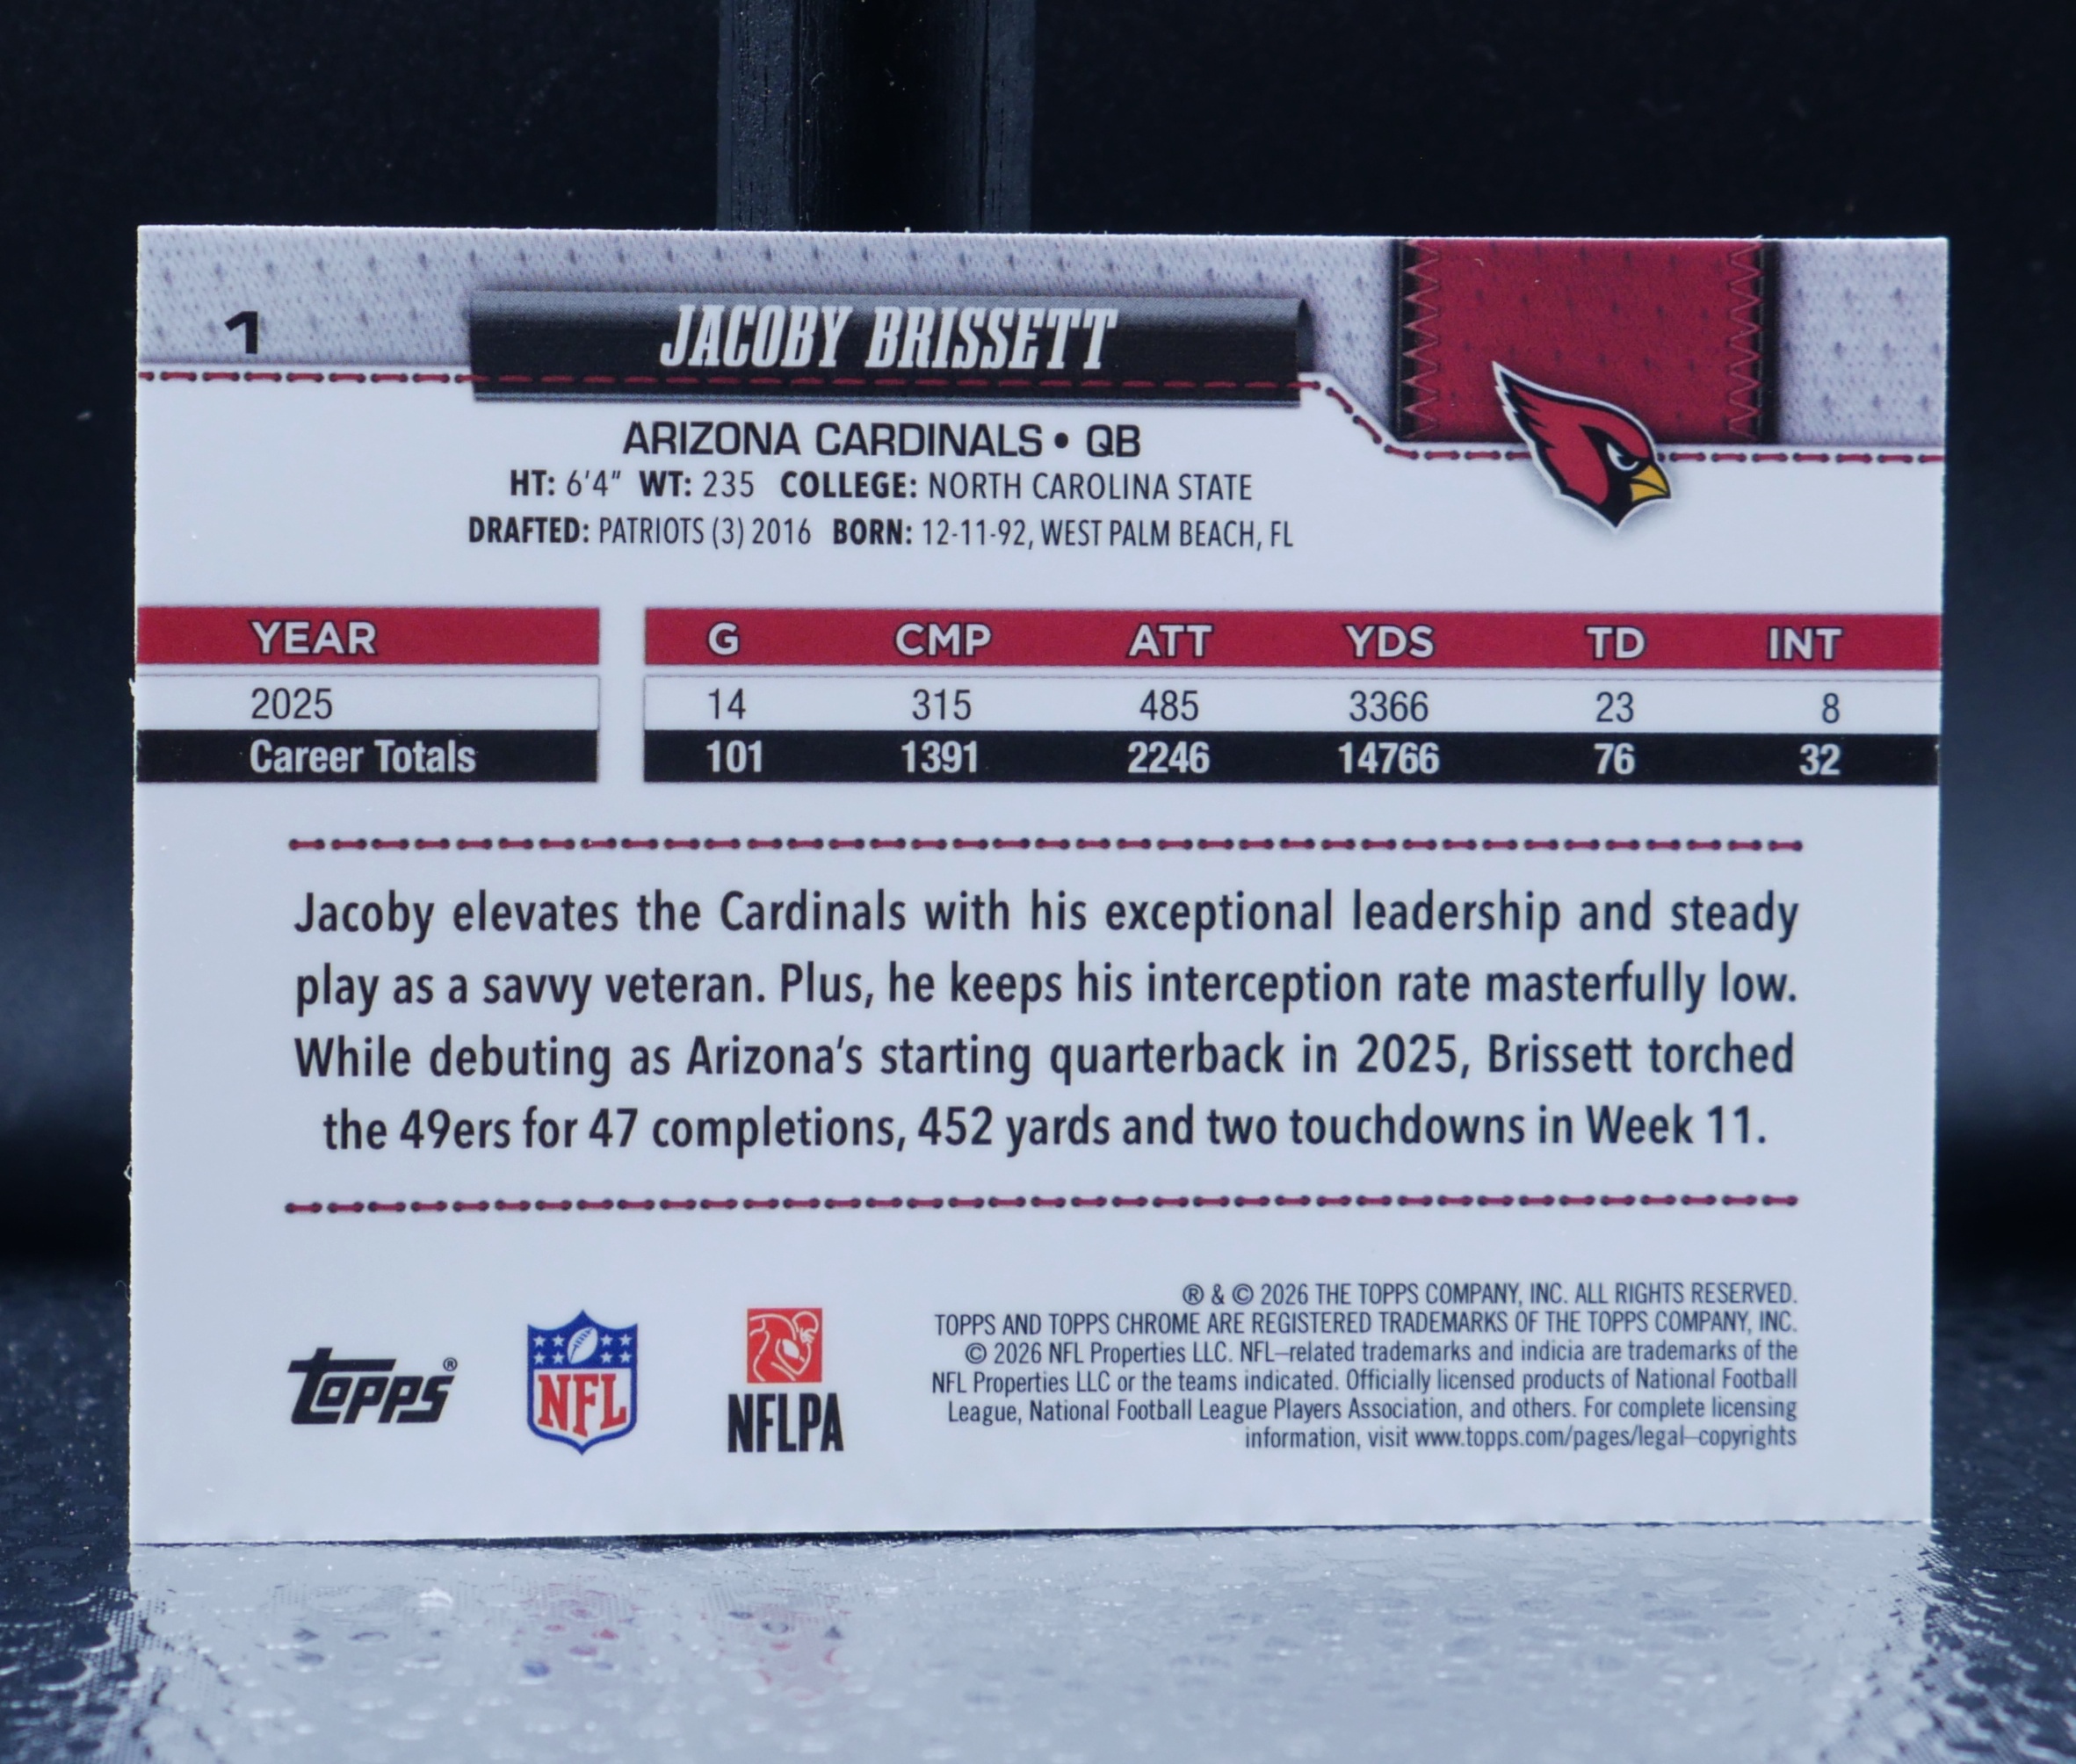 1
JACOBY BRISSETT
ARIZONA CARDINALS • QB
HT: 6'4" WT: 235 COLLEGE: NORTH CAROLINA STATE
DRAFTED: PATRIOTS (3) 2016 BORN: 12-11-92, WEST PALM BEACH, FL
YEAR G CMP ATT YDS TD INT
2025 14 315 485 3366 23 8
Career Totals 101 1391 2246 14766 76 32
Jacoby elevates the Cardinals with his exceptional leadership and steady
play as a savvy veteran. Plus, he keeps his interception rate masterfully low.
While debuting as Arizona's starting quarterback in 2025, Brissett torched
the 49ers for 47 completions, 452 yards and two touchdowns in Week 11.
topps®
NFL
NFLPA
® & © 2026 THE TOPPS COMPANY, INC. ALL RIGHTS RESERVED.
TOPPS AND TOPPS CHROME ARE REGISTERED TRADEMARKS OF THE TOPPS COMPANY, INC.
© 2026 NFL Properties LLC. NFL–related trademarks and indicia are trademarks of the
NFL Properties LLC or the teams indicated. Officially licensed products of National Football
League, National Football League Players Association, and others. For complete licensing
information, visit www.topps.com/pages/legal–copyrights